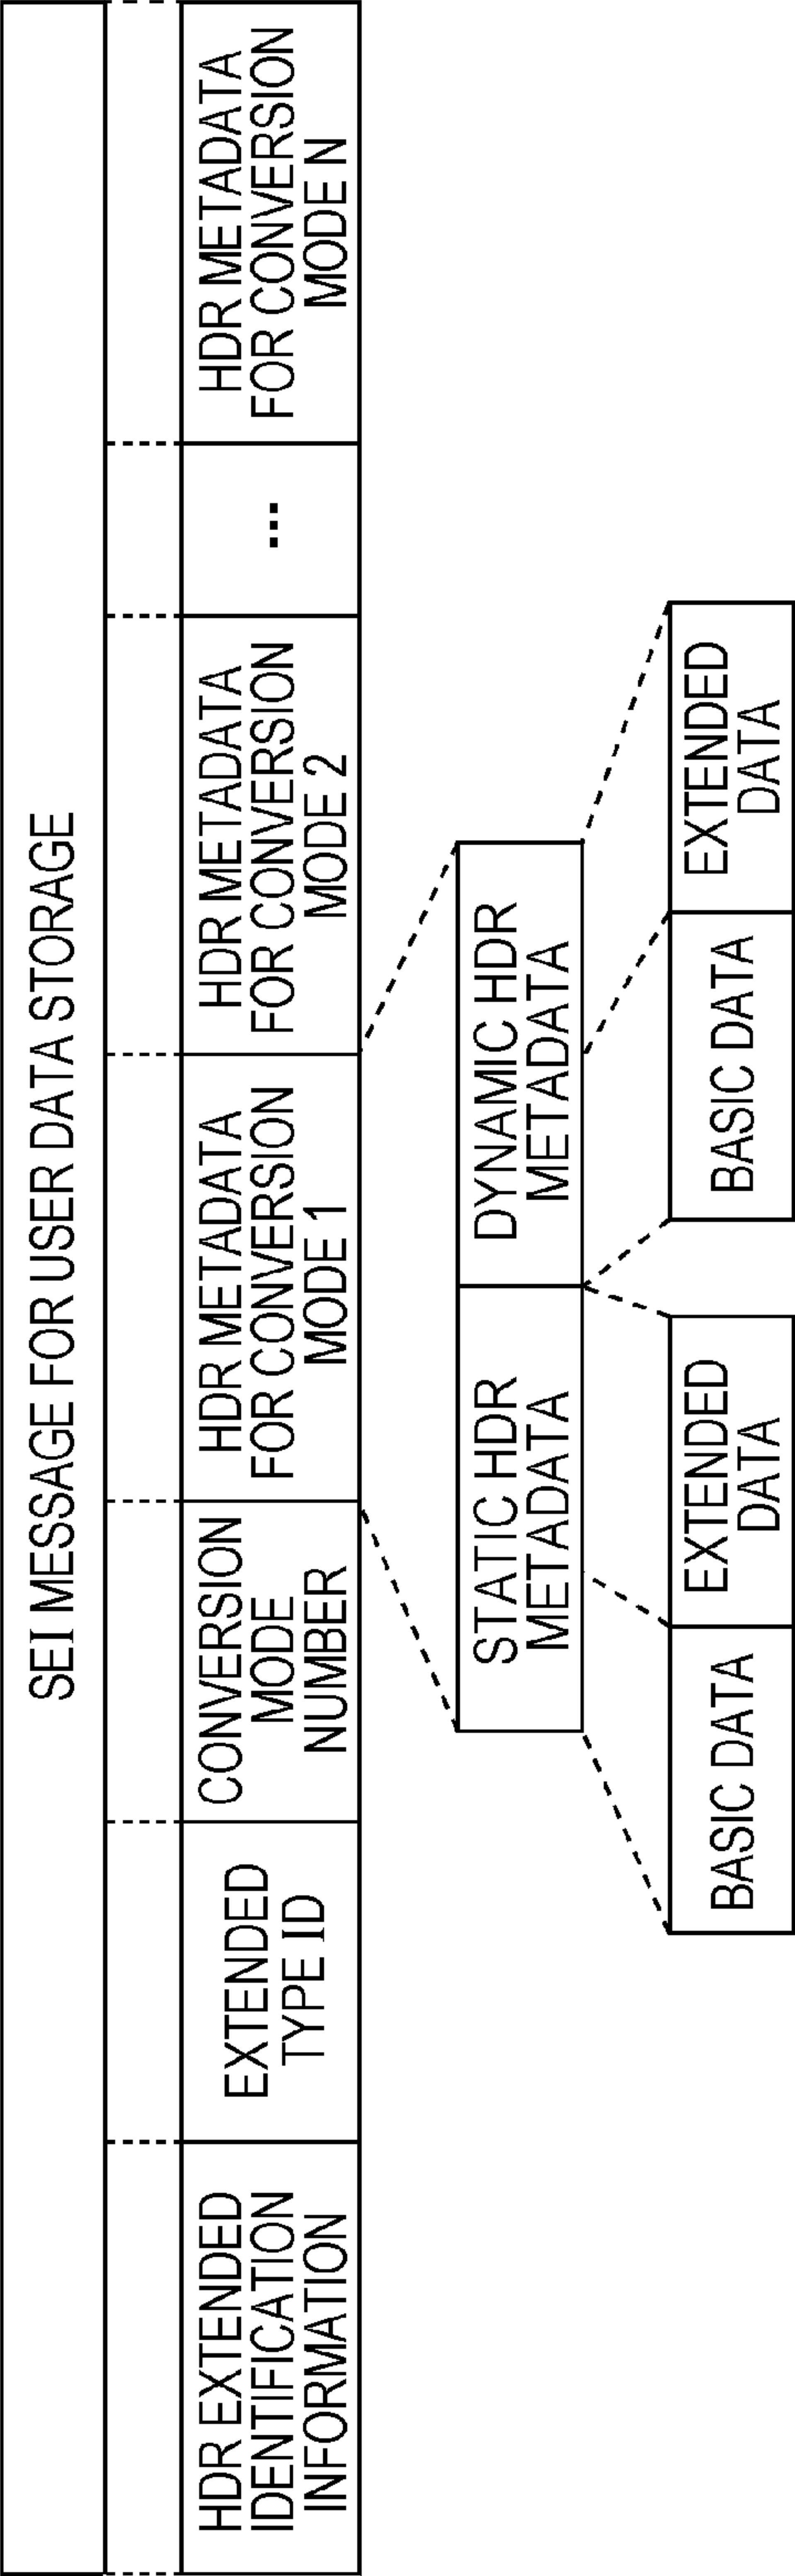 SEI MESSAGE FOR USER DATA STORAGE
HDR EXTENDED
IDENTIFICATION
INFORMATION
EXTENDED
TYPE ID
CONVERSION
MODE
NUMBER
HDR METADATA
FOR CONVERSION
MODE 1
HDR METADATA
FOR CONVERSION
MODE 2
...
HDR METADATA
FOR CONVERSION
MODE N
STATIC HDR
METADATA
DYNAMIC HDR
METADATA
BASIC DATA
EXTENDED
DATA
BASIC DATA
EXTENDED
DATA